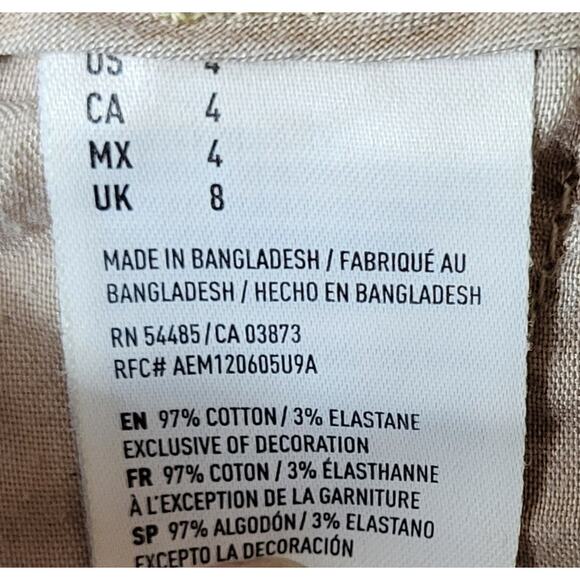 US 4
CA 4
MX 4
UK 8
MADE IN BANGLADESH / FABRIQUÉ AU
BANGLADESH / HECHO EN BANGLADESH
RN 54485/CA 03873
RFC# AEM120605U9A
EN 97% COTTON / 3% ELASTANE
EXCLUSIVE OF DECORATION
FR 97% COTON / 3% ÉLASTHANNE
À L'EXCEPTION DE LA GARNITURE
SP 97% ALGODÓN / 3% ELASTANO
EXCEPTO LA DECORACIÓN